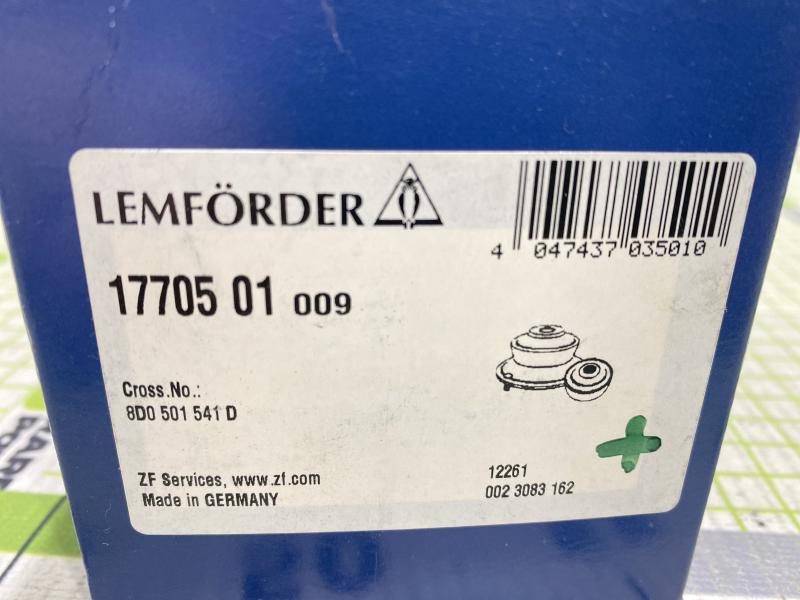 LEMFÖRDER
4 047437 035010
17705 01 009
Cross.No.:
8D0 501 541 D
ZF Services, www.zf.com
Made in GERMANY
12261
002 3083 162